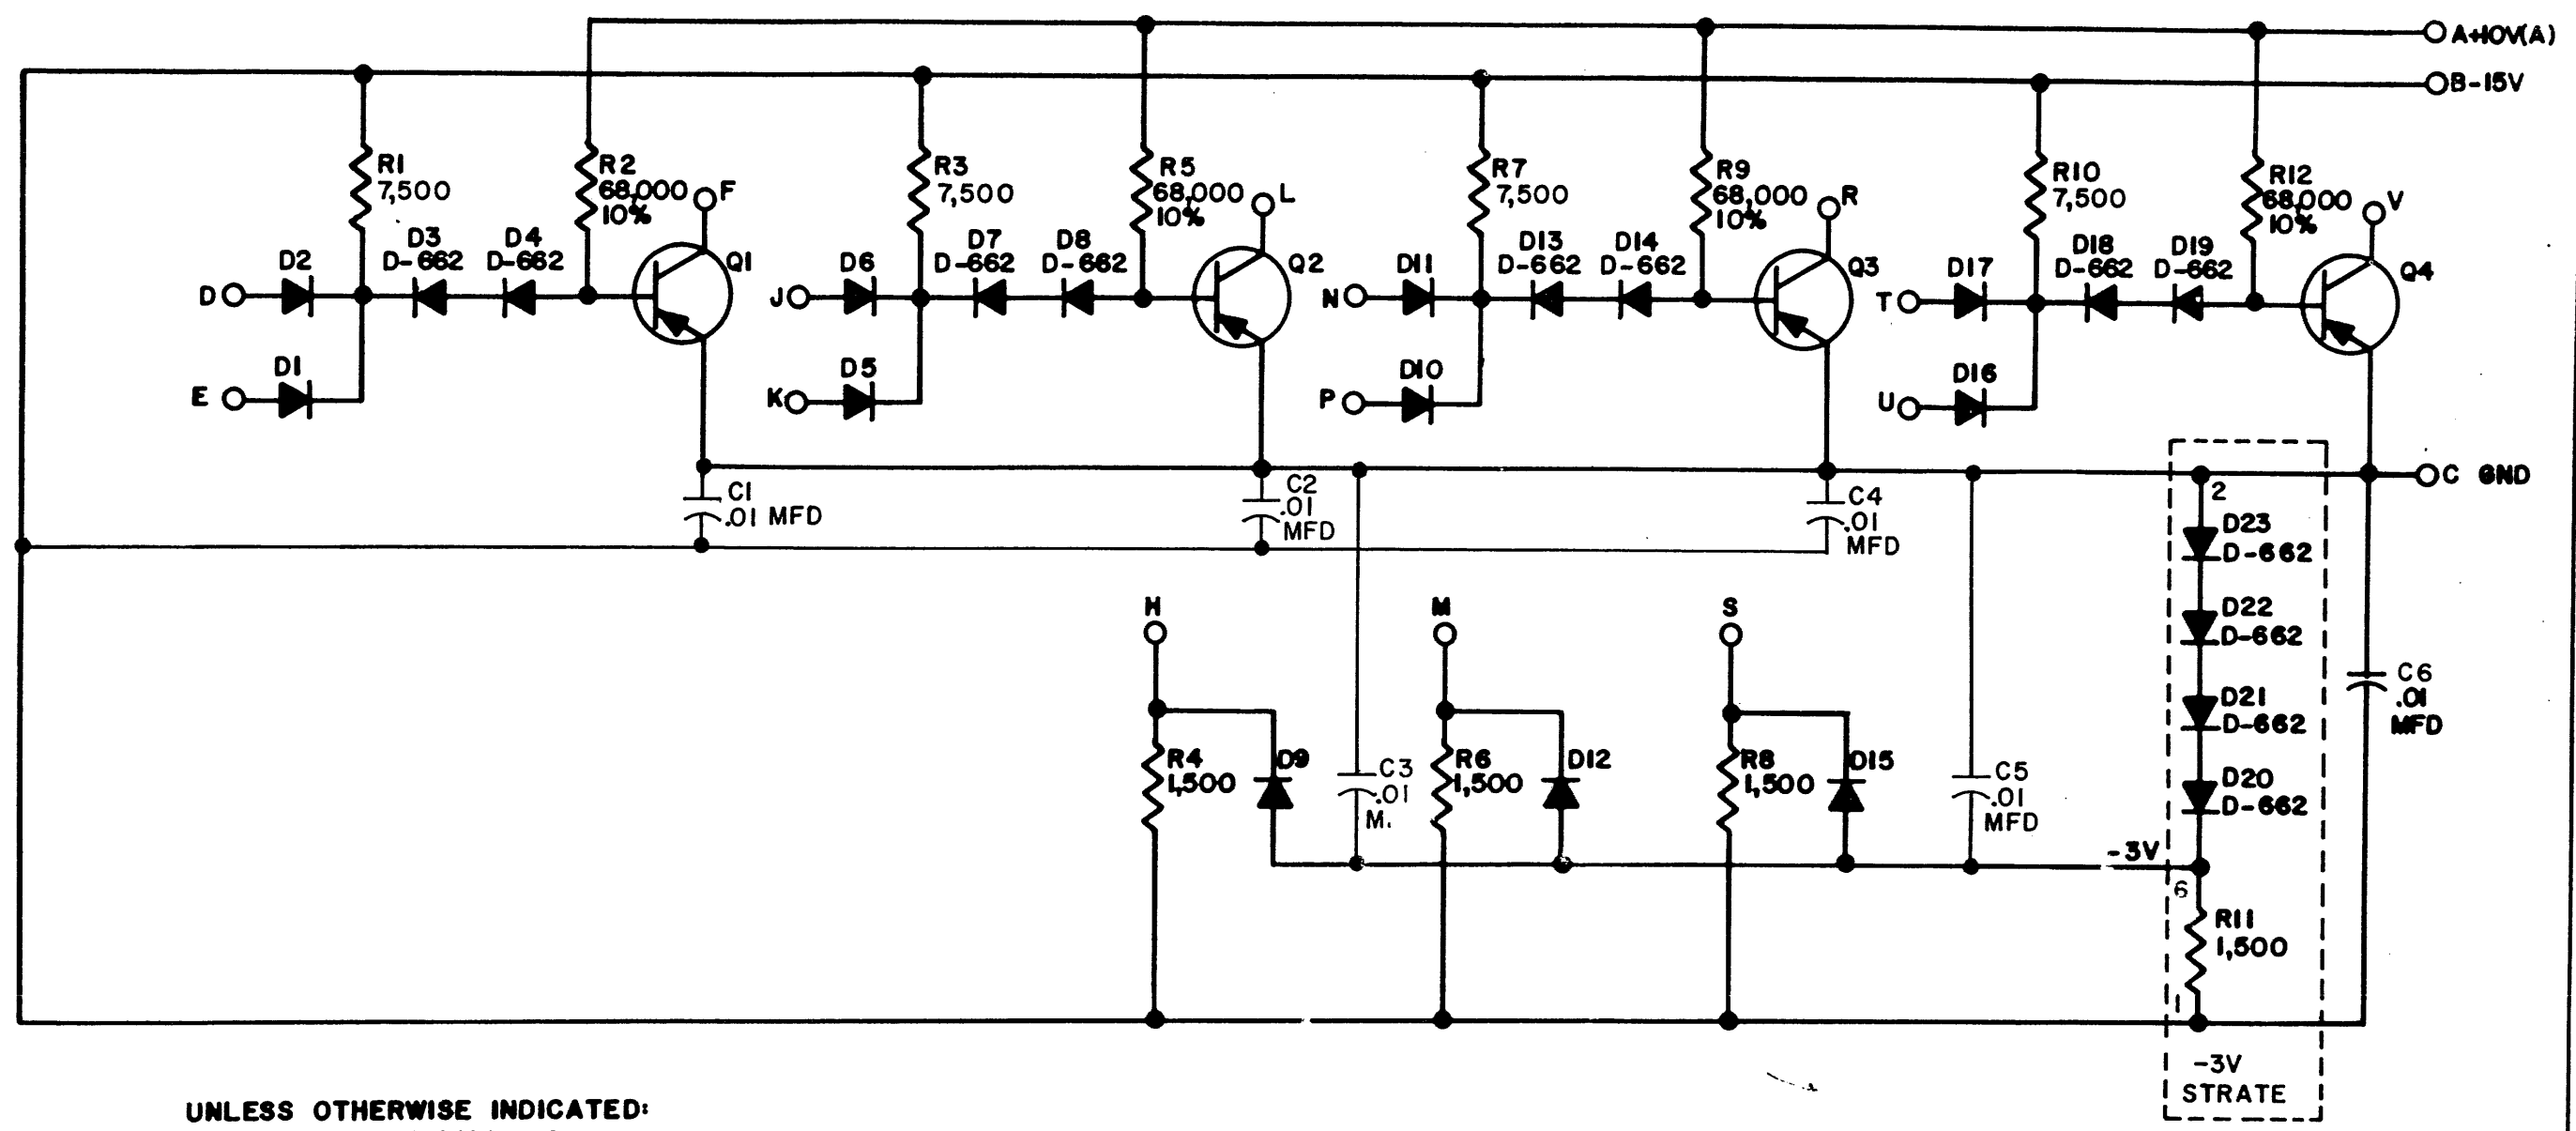 A+10V(A)
B-15V
R1
7,500
R2
68,000
10%
F
R3
7,500
R5
68,000
10%
L
R7
7,500
R9
68,000
10%
R
R10
7,500
R12
68,000
10%
V
D
D2
D3
D-662
D4
D-662
Q1
J
D6
D7
D-662
D8
D-662
Q2
N
D11
D13
D-662
D14
D-662
Q3
T
D17
D18
D-662
D19
D-662
Q4
E
D1
K
D5
P
D10
U
D16
C GND
C1
.01 MFD
C2
.01
MFD
C4
.01
MFD
2
D23
D-662
D22
D-662
D21
D-662
D20
D-662
C6
.01
MFD
H
M
S
R4
1,500
D9
C3
.01
M.
R6
1,500
D12
R8
1,500
D15
C5
.01
MFD
-3V
6
R11
1,500
1
-3V
STRATE
UNLESS OTHERWISE INDICATED: